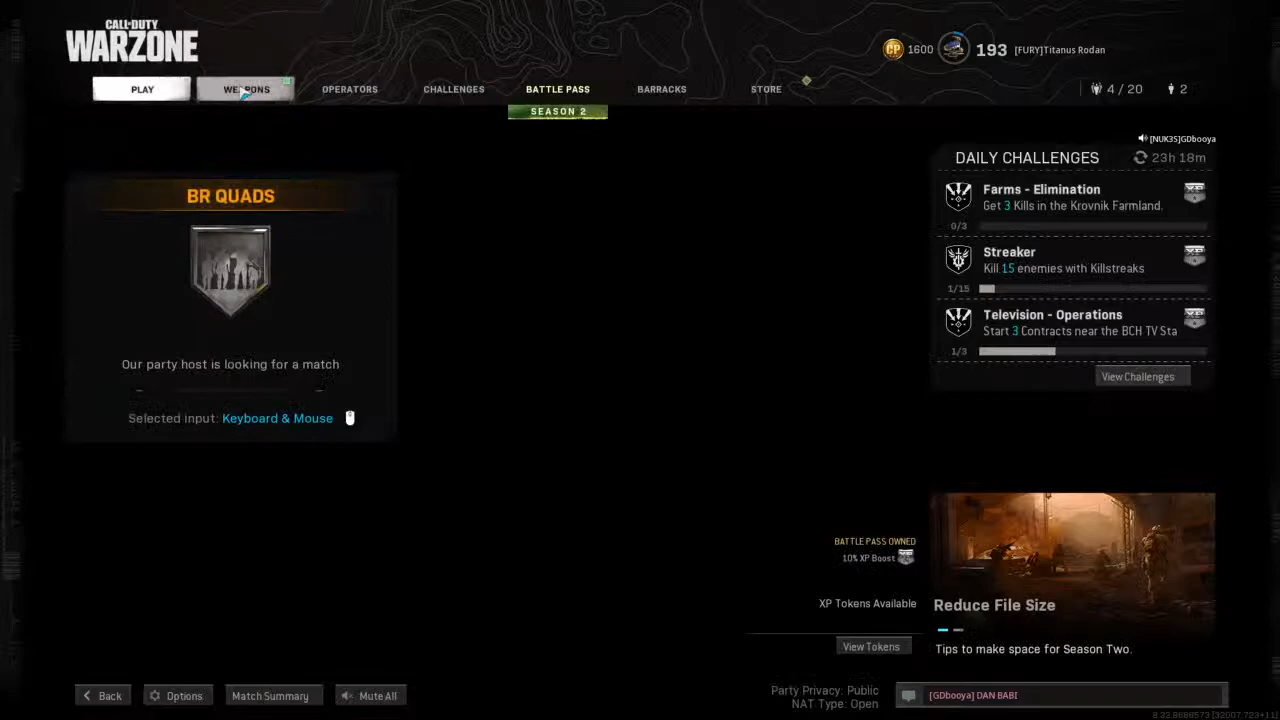 CALL OF DUTY
WARZONE
CP 1600 193 [FURY]Titanus Rodan
PLAY WEAPONS OPERATORS CHALLENGES BATTLE PASS BARRACKS STORE 4 / 20 2
SEASON 2
[NUK3S]GDbooya
DAILY CHALLENGES 23h 18m
BR QUADS
Farms - Elimination
Get 3 Kills in the Krovnik Farmland.
0/3
Streaker
Kill 15 enemies with Killstreaks
1/15
Television - Operations
Start 3 Contracts near the BCH TV Sta
1/3
View Challenges
Our party host is looking for a match
Selected input: Keyboard & Mouse
BATTLE PASS OWNED
10% XP Boost
XP Tokens Available
View Tokens
Reduce File Size
Tips to make space for Season Two.
Back Options Match Summary Mute All
Party Privacy: Public
NAT Type: Open
[GDbooya] DAN BABI